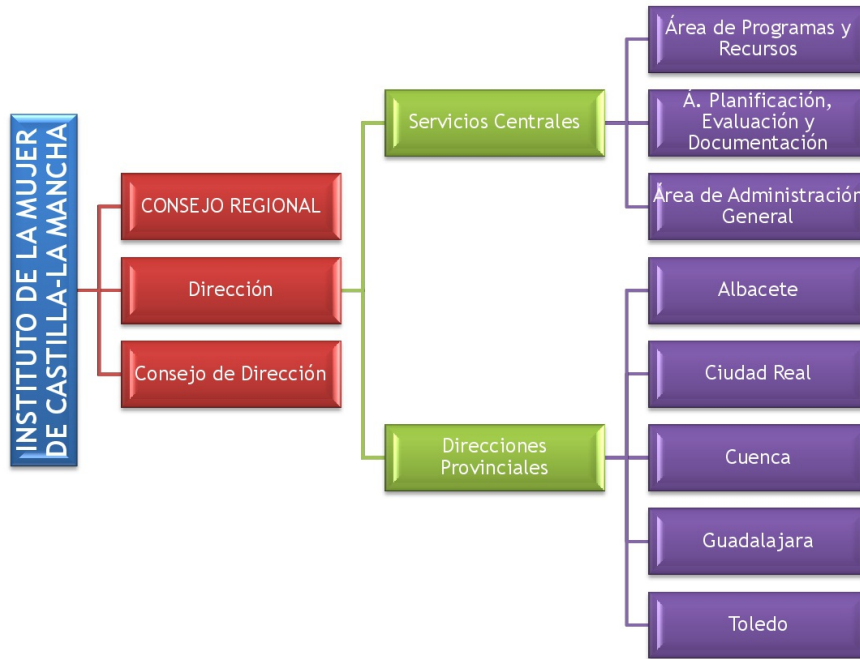 INSTITUTO DE LA MUJER
DE CASTILLA-LA MANCHA
CONSEJO REGIONAL
Dirección
Consejo de Dirección
Servicios Centrales
Direcciones
Provinciales
Área de Programas y
Recursos
Á. Planificación,
Evaluación y
Documentación
Área de Administración
General
Albacete
Ciudad Real
Cuenca
Guadalajara
Toledo